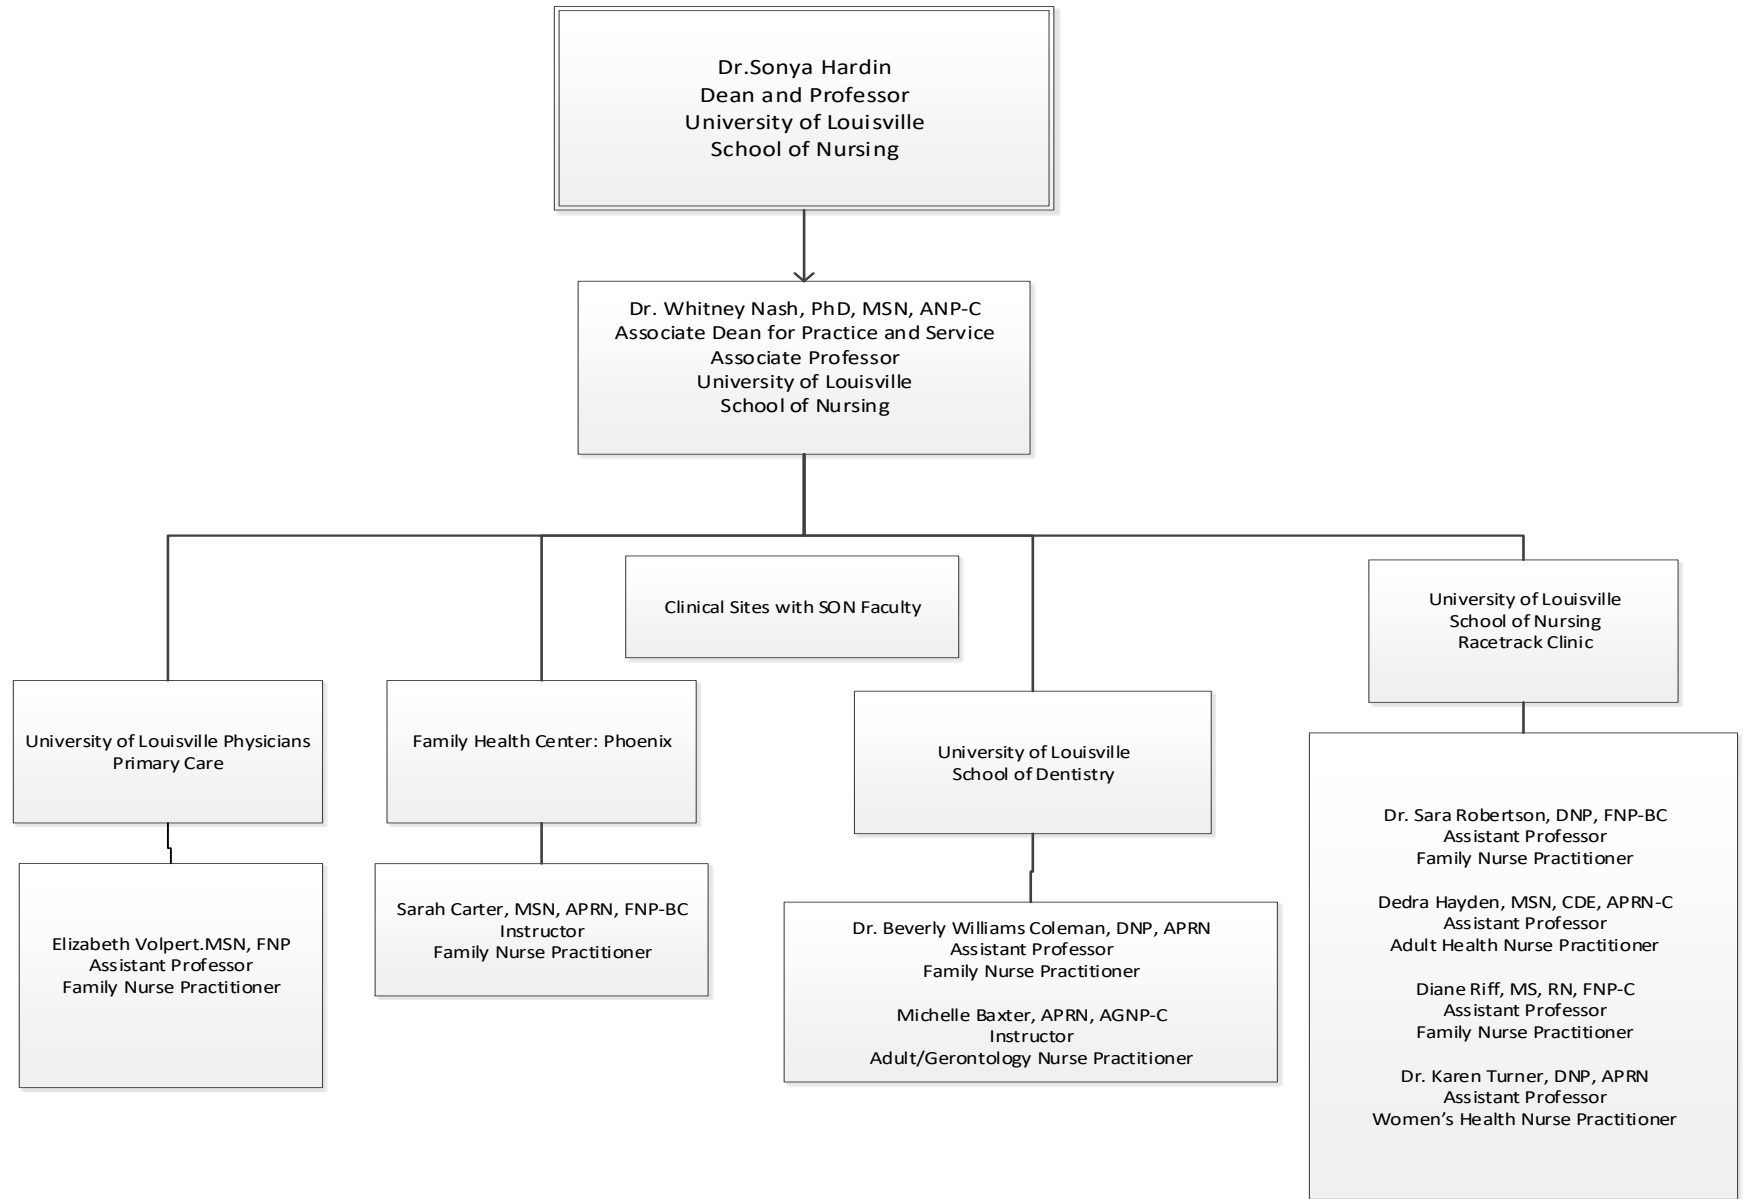 Dr.Sonya Hardin
Dean and Professor
University of Louisville
School of Nursing
Dr. Whitney Nash, PhD, MSN, ANP-C
Associate Dean for Practice and Service
Associate Professor
University of Louisville
School of Nursing
Clinical Sites with SON Faculty
University of Louisville Physicians
Primary Care
Elizabeth Volpert.MSN, FNP
Assistant Professor
Family Nurse Practitioner
Family Health Center: Phoenix
Sarah Carter, MSN, APRN, FNP-BC
Instructor
Family Nurse Practitioner
University of Louisville
School of Dentistry
Dr. Beverly Williams Coleman, DNP, APRN
Assistant Professor
Family Nurse Practitioner
Michelle Baxter, APRN, AGNP-C
Instructor
Adult/Gerontology Nurse Practitioner
University of Louisville
School of Nursing
Racetrack Clinic
Dr. Sara Robertson, DNP, FNP-BC
Assistant Professor
Family Nurse Practitioner
Dedra Hayden, MSN, CDE, APRN-C
Assistant Professor
Adult Health Nurse Practitioner
Diane Riff, MS, RN, FNP-C
Assistant Professor
Family Nurse Practitioner
Dr. Karen Turner, DNP, APRN
Assistant Professor
Women’s Health Nurse Practitioner